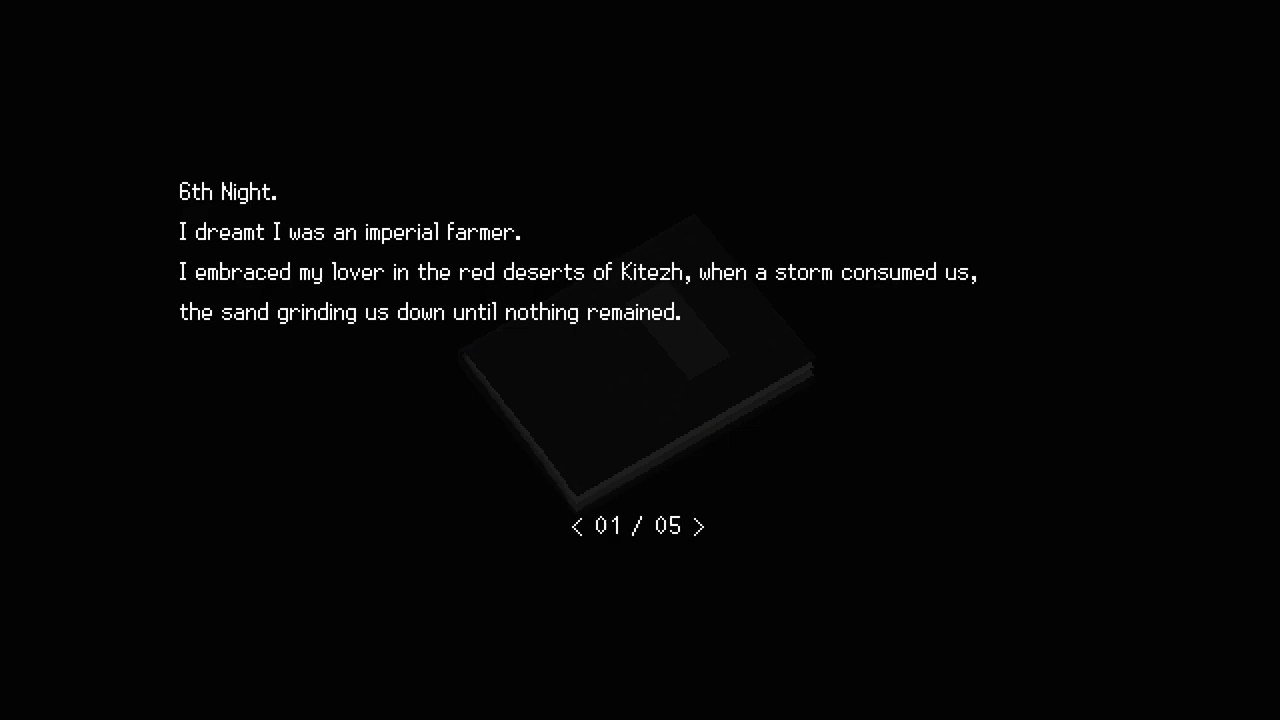 6th Night.
I dreamt I was an imperial farmer.
I embraced my lover in the red deserts of Kitezh, when a storm consumed us,
the sand grinding us down until nothing remained.
< 01 / 05 >